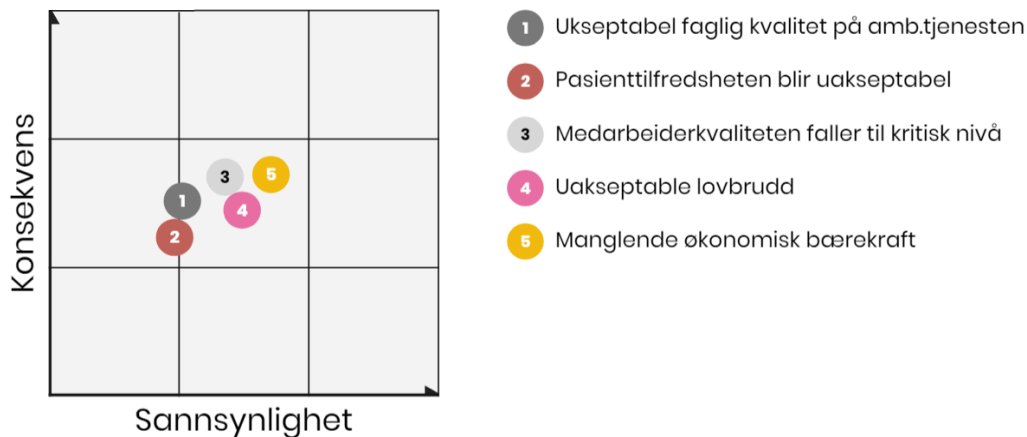 Konsekvens
1
2
3
4
5
Sannsynlighet
1 Ukseptabel faglig kvalitet på amb.tjenesten
2 Pasienttilfredsheten blir uakseptabel
3 Medarbeiderkvaliteten faller til kritisk nivå
4 Uakseptable lovbrudd
5 Manglende økonomisk bærekraft